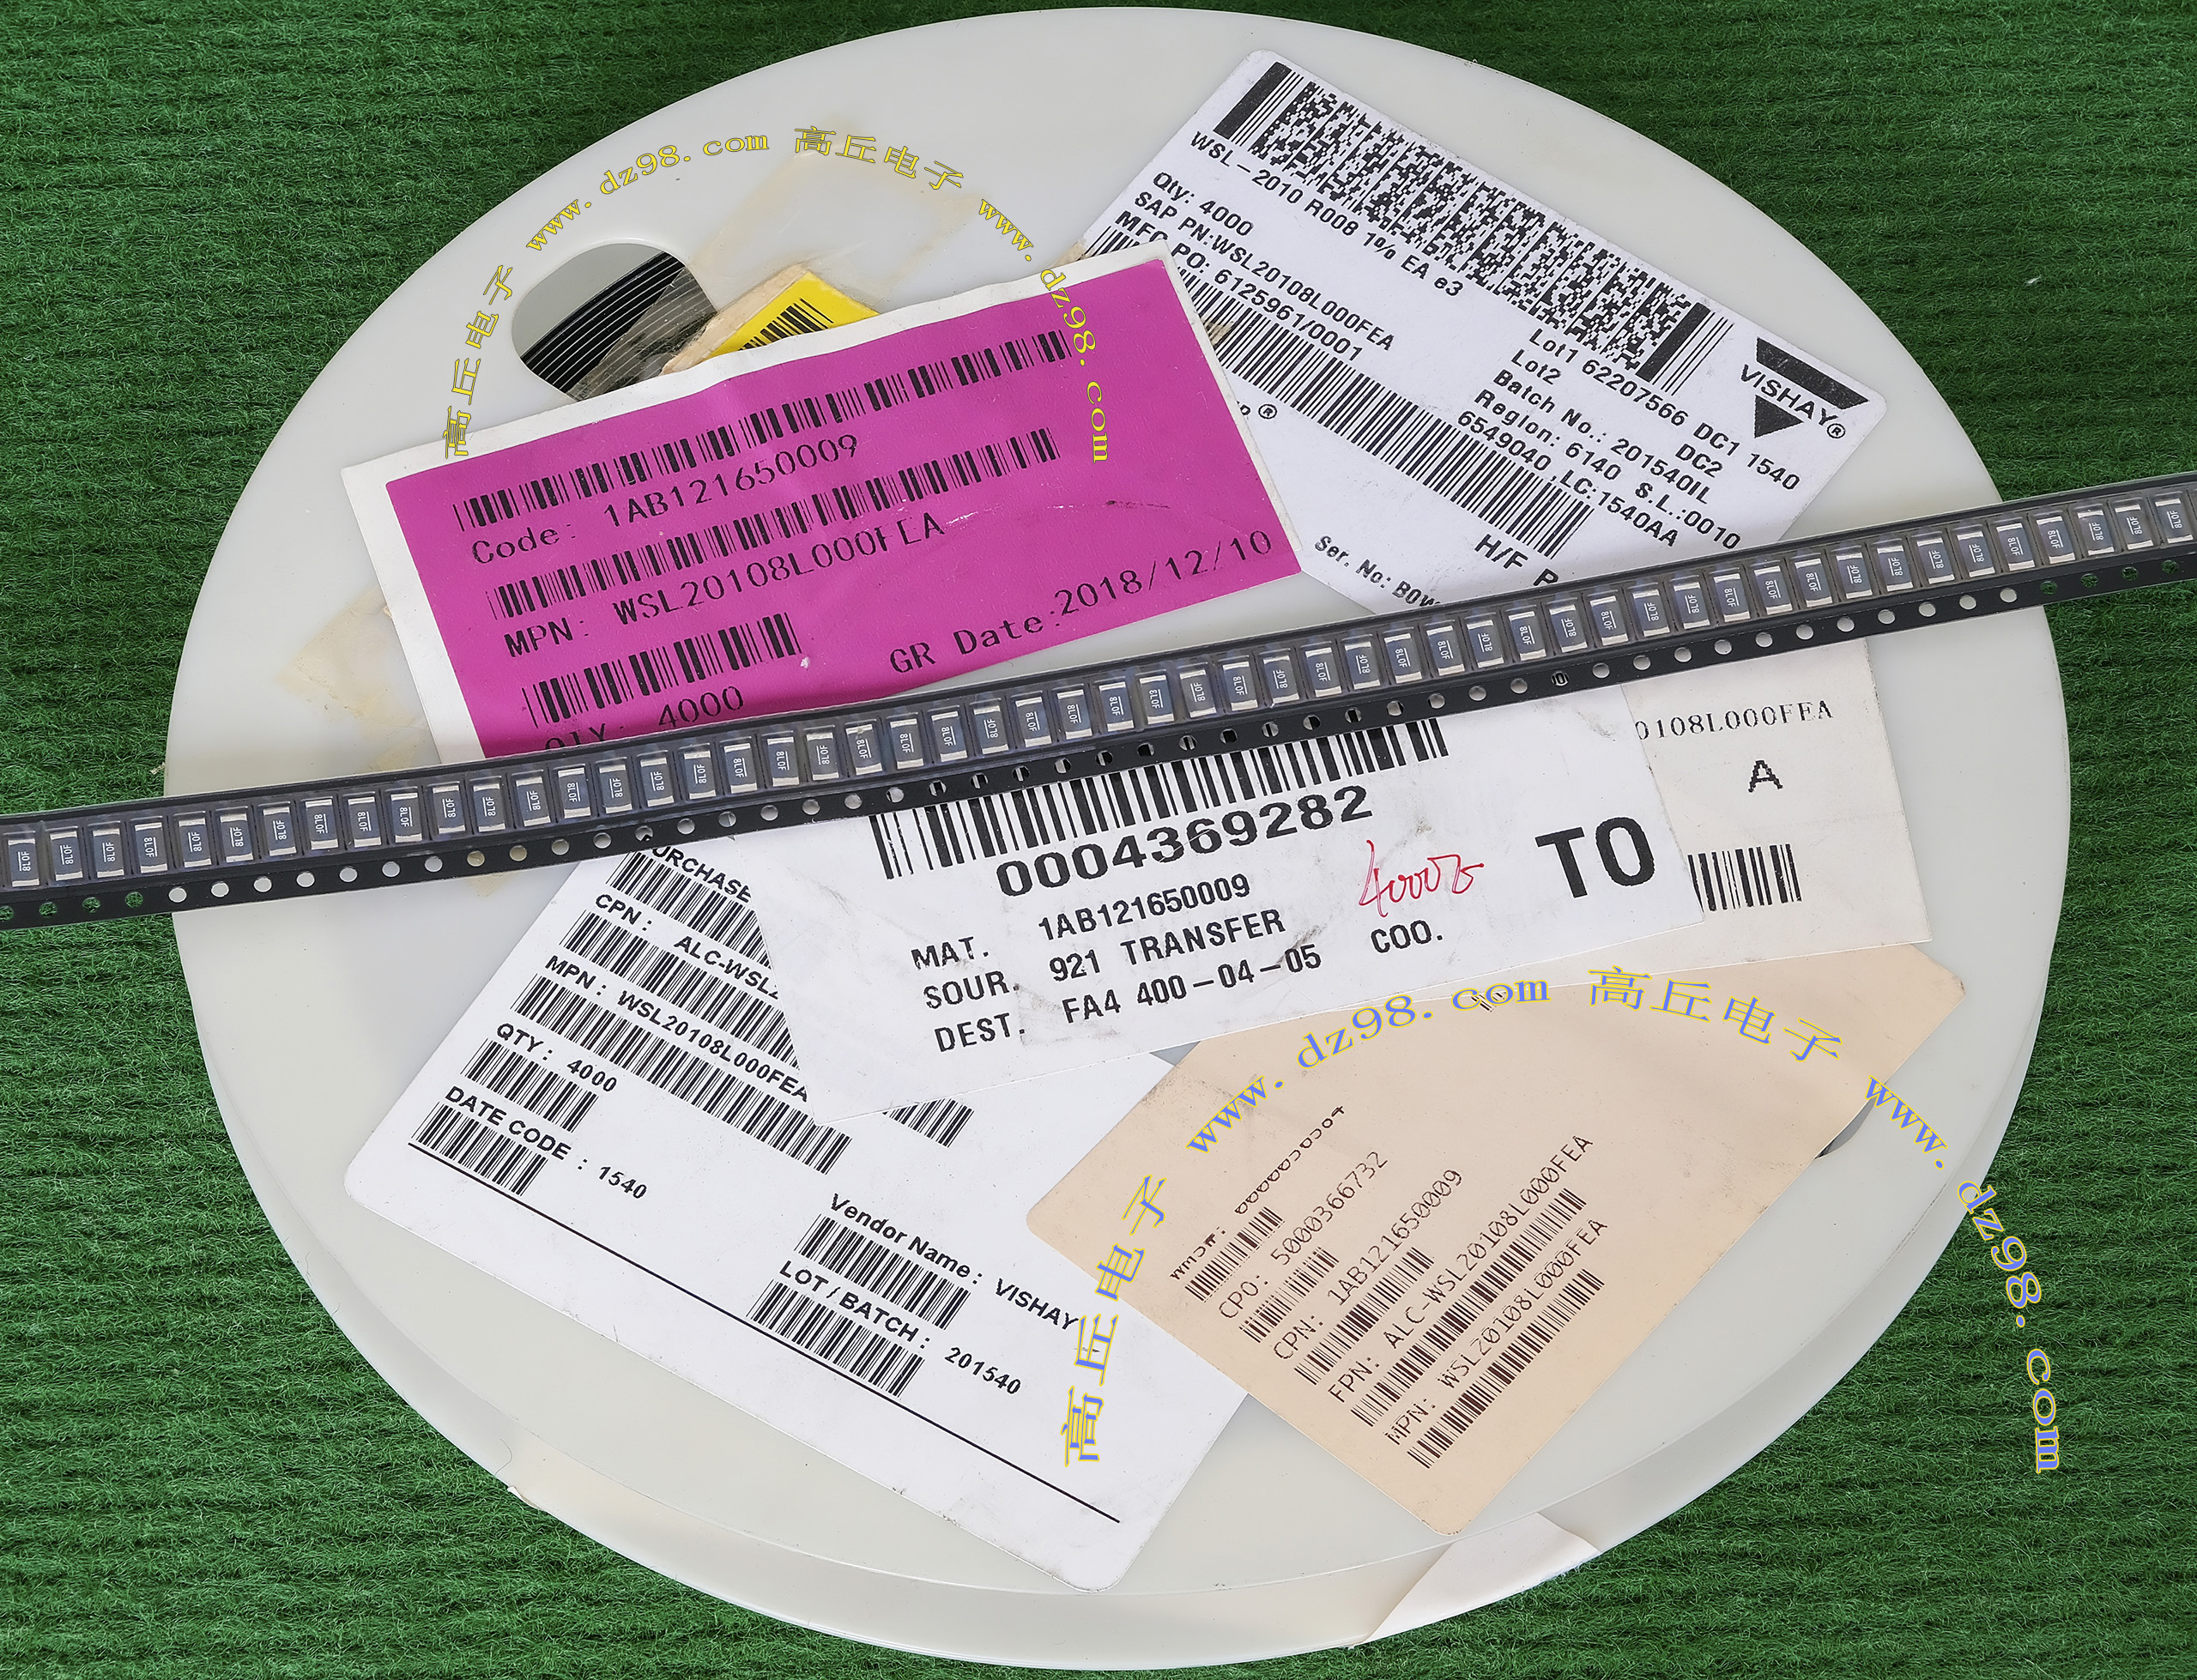 WSL-2010 R008 1% EA e3
Qty: 4000
SAP PN:WSL20108L000FEA
MFG PO: 6125961/0001
Lot1 62207566 DC1 1540
Lot2 DC2
Batch No.: 201540IL
Region: 6140 S.L.:0010
6549040 LC:1540AA
H/F
Ser. No:
VISHAY®
www.dz98.com 高丘电子 www.dz98.com
高丘电子
Code: 1AB121650009
MPN: WSL20108L000FEA
QTY: 4000
GR Date:2018/12/10
8L0F
0108L000FEA
A
0004369282
MAT. 1AB121650009
SOUR. 921 TRANSFER
DEST. FA4 400-04-05
COO.
TO
PURCHASE
CPN: ALC-WSL2
MPN: WSL20108L000FEA
QTY: 4000
DATE CODE: 1540
Vendor Name: VISHAY
LOT/BATCH: 201540
www.dz98.com 高丘电子 www.dz98.com
高丘电子
CPO: 5000366732
CPN: 1AB121650009
FPN: ALC-WSL20108L000FEA
MPN: WSL20108L000FEA